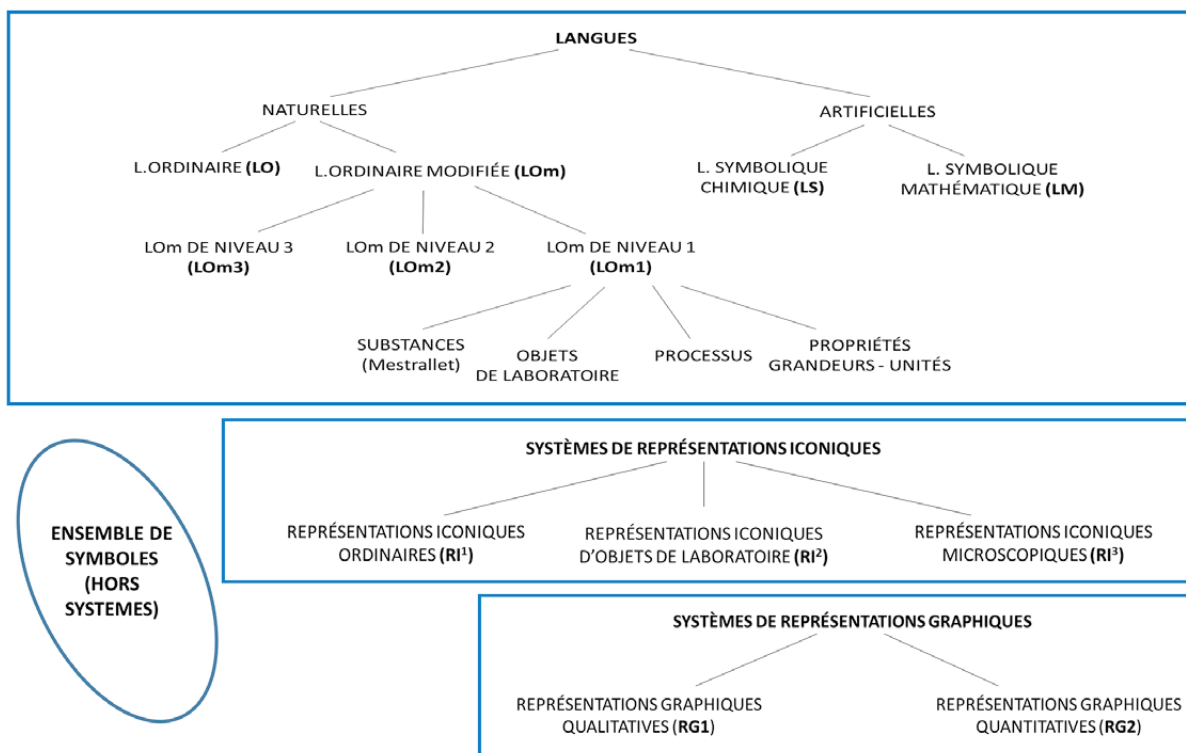 LANGUES
NATURELLES
ARTIFICIELLES
L.ORDINAIRE (LO)
L.ORDINAIRE MODIFIÉE (LOm)
L. SYMBOLIQUE
CHIMIQUE (LS)
L. SYMBOLIQUE
MATHÉMATIQUE (LM)
LOm DE NIVEAU 3
(LOm3)
LOm DE NIVEAU 2
(LOm2)
LOm DE NIVEAU 1
(LOm1)
SUBSTANCES
(Mestrallet)
OBJETS
DE LABORATOIRE
PROCESSUS
PROPRIÉTÉS
GRANDEURS - UNITÉS
ENSEMBLE DE
SYMBOLES
(HORS
SYSTEMES)
SYSTÈMES DE REPRÉSENTATIONS ICONIQUES
REPRÉSENTATIONS ICONIQUES
ORDINAIRES (RI¹)
REPRÉSENTATIONS ICONIQUES
D'OBJETS DE LABORATOIRE (RI²)
REPRÉSENTATIONS ICONIQUES
MICROSCOPIQUES (RI³)
SYSTÈMES DE REPRÉSENTATIONS GRAPHIQUES
REPRÉSENTATIONS GRAPHIQUES
QUALITATIVES (RG1)
REPRÉSENTATIONS GRAPHIQUES
QUANTITATIVES (RG2)